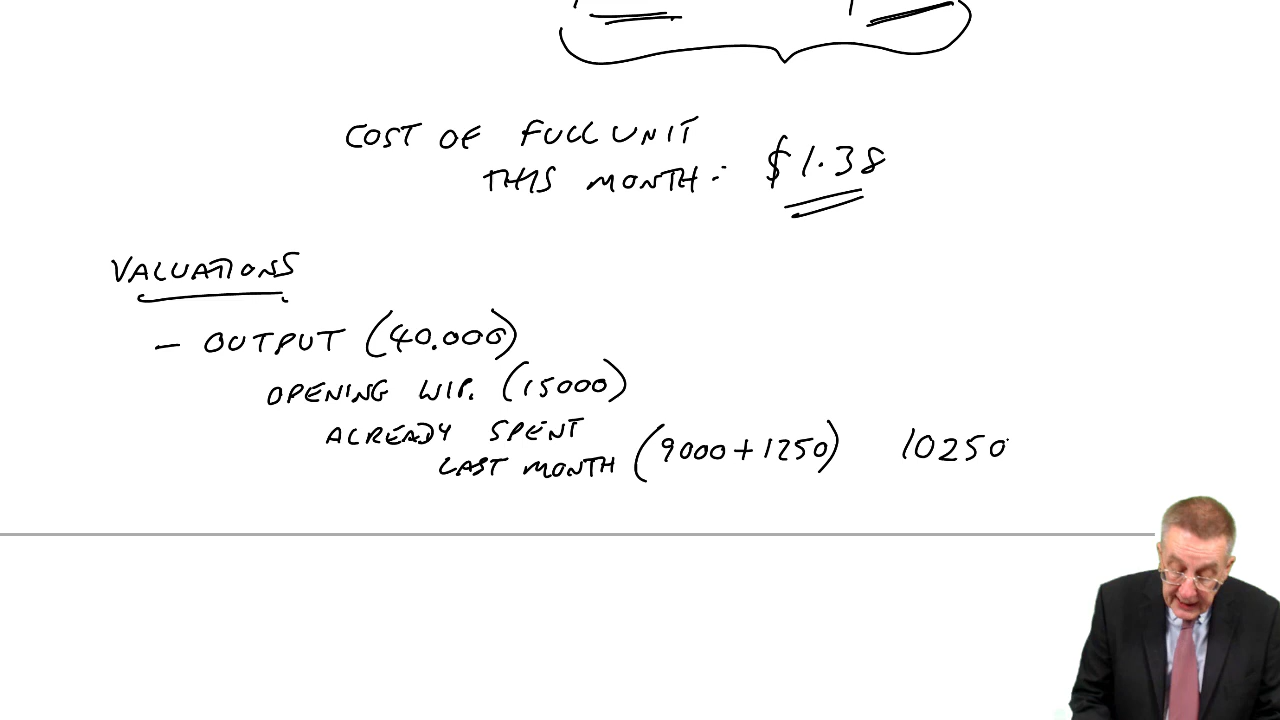 COST OF FULL UNIT
THIS MONTH: $1.38
VALUATIONS
– OUTPUT (40.000)
OPENING WIP. (15000)
ALREADY SPENT
LAST MONTH (9000+1250) 10250